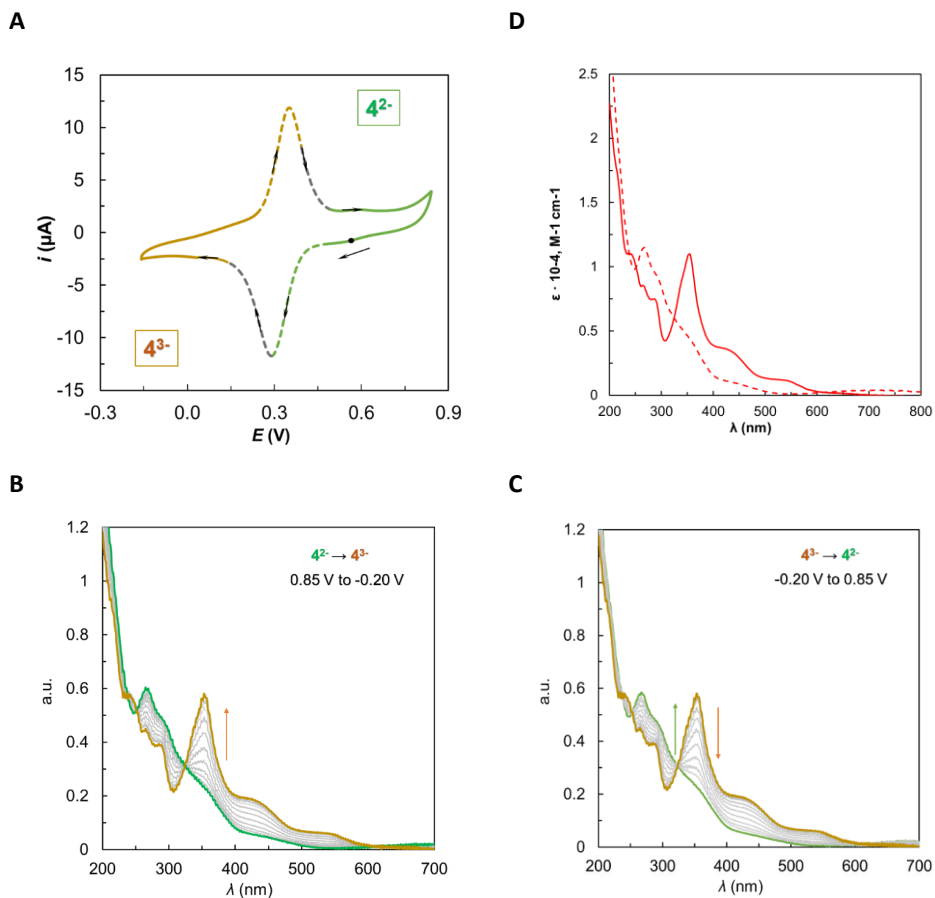 A
15
10
5
0
-5
-10
-15
i (µA)
4²⁻
4³⁻
-0.3 0.0 0.3 0.6 0.9
E (V)
D
2.5
2
1.5
1
0.5
0
ε · 10-4, M-1 cm-1
200 300 400 500 600 700 800
λ (nm)
B
1.2
1
0.8
0.6
0.4
0.2
0
a.u.
4²⁻ → 4³⁻
0.85 V to -0.20 V
200 300 400 500 600 700
λ (nm)
C
1.2
1
0.8
0.6
0.4
0.2
0
a.u.
4³⁻ → 4²⁻
-0.20 V to 0.85 V
200 300 400 500 600 700
λ (nm)